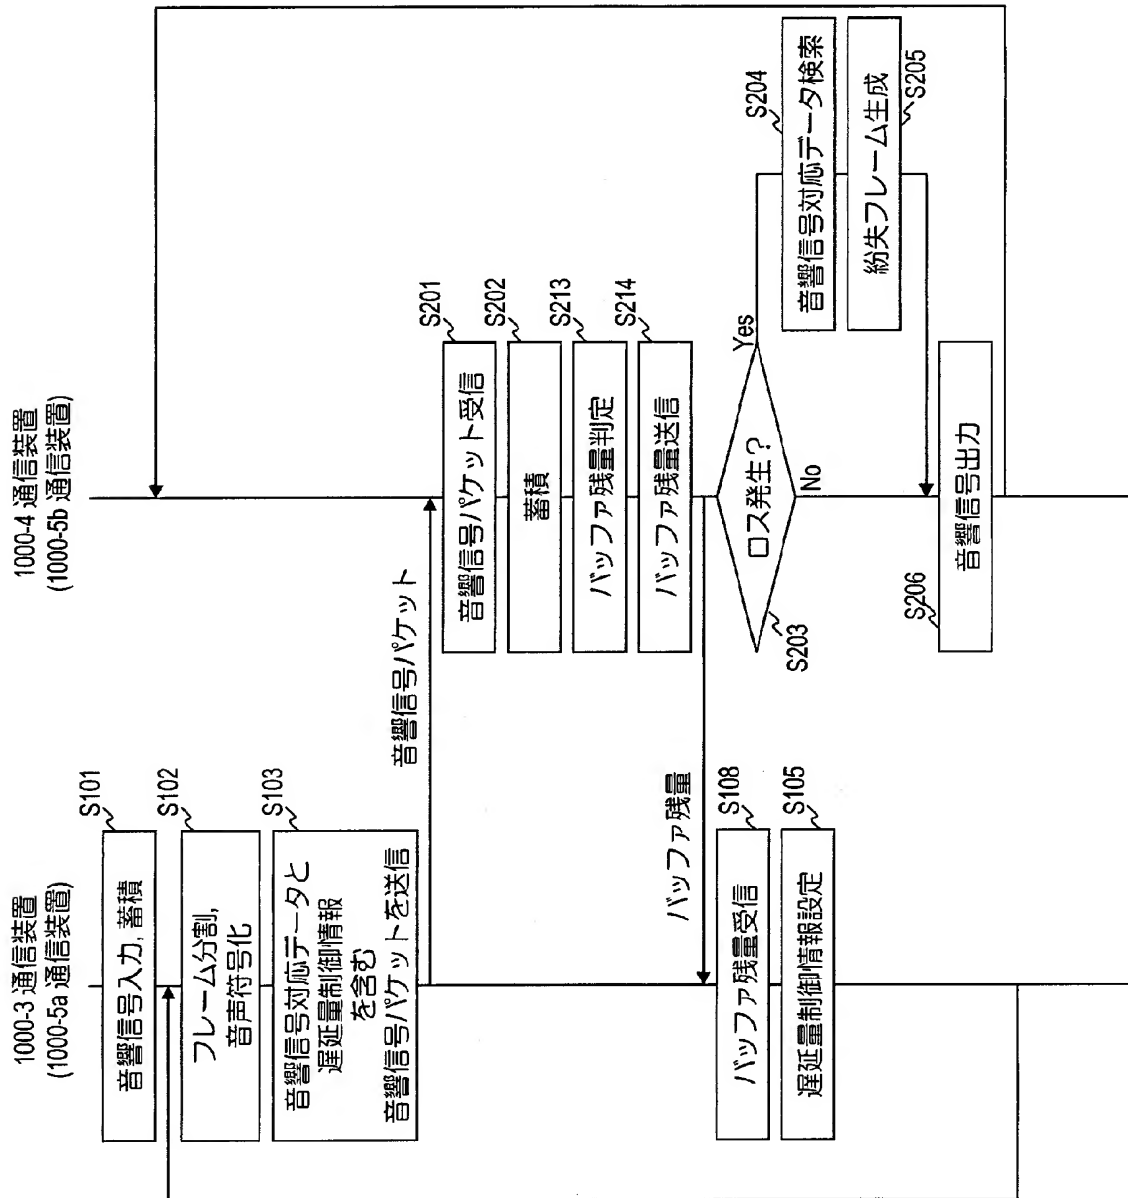 1000-3 通信装置
(1000-5a 通信装置)
S101
音響信号入力, 蓄積
S102
フレーム分割,
音声符号化
S103
音響信号対応データと
遅延量制御情報
を含む
音響信号パケットを送信
音響信号パケット
バッファ残量
S108
バッファ残量受信
S105
遅延量制御情報設定
1000-4 通信装置
(1000-5b 通信装置)
S201
音響信号パケット受信
S202
蓄積
S213
バッファ残量判定
S214
バッファ残量送信
ロス発生？
S203
Yes
No
S204
音響信号対応データ検索
S205
紛失フレーム生成
S206
音響信号出力